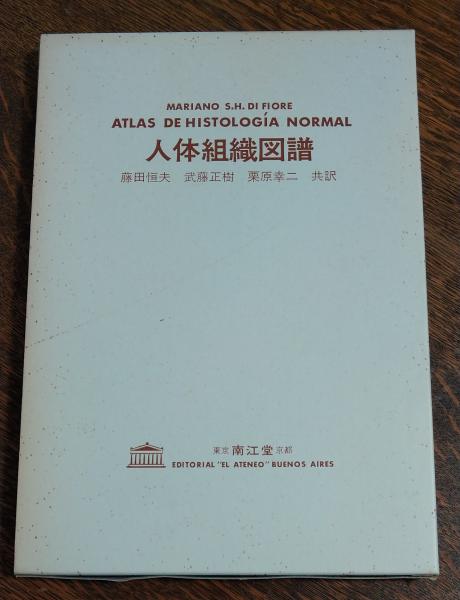 MARIANO S.H. DI FIORE
ATLAS DE HISTOLOGÍA NORMAL
人体組織図譜
藤田恒夫 武藤正樹 栗原幸二 共訳
東京 南江堂 京都
EDITORIAL "EL ATENEO" BUENOS AIRES